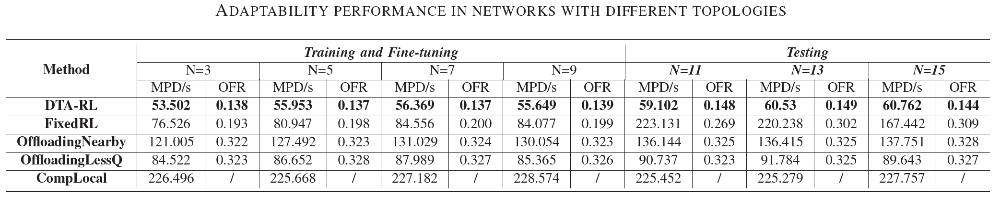 ADAPTABILITY PERFORMANCE IN NETWORKS WITH DIFFERENT TOPOLOGIES
Training and Fine-tuning Testing
Method N=3 N=5 N=7 N=9 N=11 N=13 N=15
MPD/s OFR MPD/s OFR MPD/s OFR MPD/s OFR MPD/s OFR MPD/s OFR MPD/s OFR
DTA-RL 53.502 0.138 55.953 0.137 56.369 0.137 55.649 0.139 59.102 0.148 60.53 0.149 60.762 0.144
FixedRL 76.526 0.193 80.947 0.198 84.556 0.200 84.077 0.199 223.131 0.269 220.238 0.302 167.442 0.309
OffloadingNearby 121.005 0.322 127.492 0.323 131.029 0.324 130.054 0.323 136.144 0.325 136.415 0.325 137.751 0.328
OffloadingLessQ 84.522 0.323 86.652 0.328 87.989 0.327 85.365 0.326 90.737 0.323 91.784 0.325 89.643 0.327
CompLocal 226.496 / 225.668 / 227.182 / 228.574 / 225.452 / 225.279 / 227.757 /